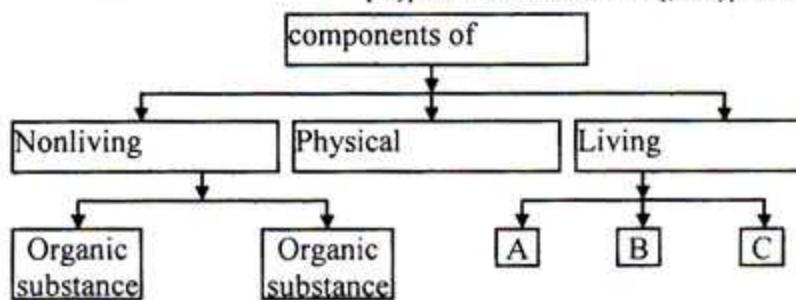 components of
Nonliving
Physical
Living
Organic
substance
Organic
substance
A
B
C